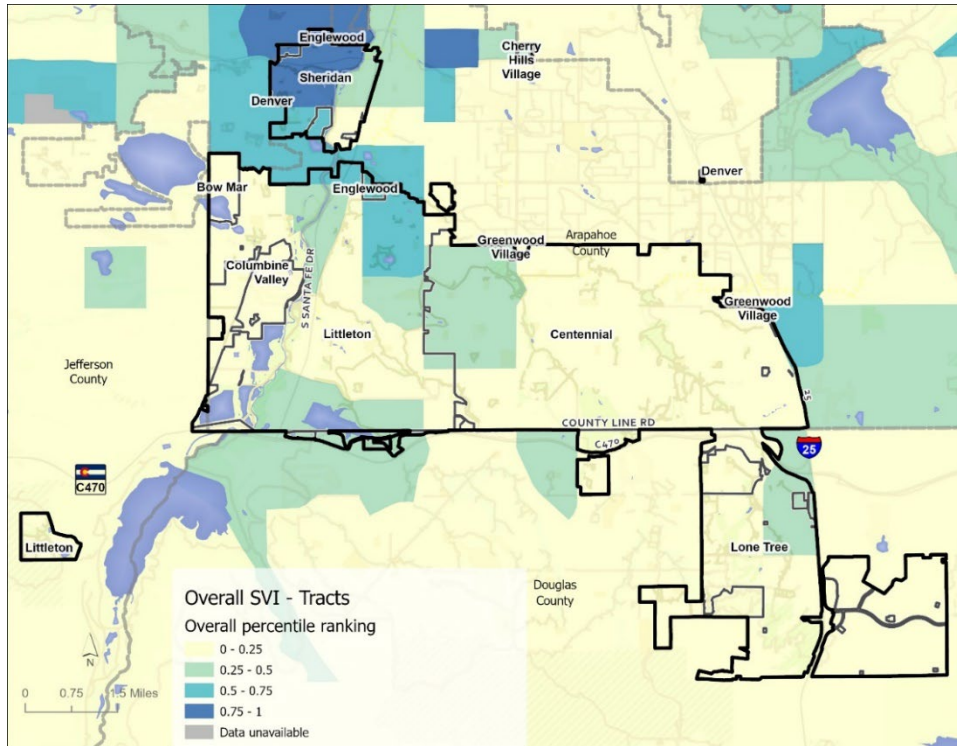 Englewood
Sheridan
Cherry
Hills
Village
Denver
Denver
Bow Mar
Englewood
Greenwood
Village
Arapahoe
County
Columbine
Valley
S SANTA FE DR
Greenwood
Village
Littleton
Centennial
Jefferson
County
25
COUNTY LINE RD
C470
25
C470
Littleton
Lone Tree
Douglas
County
Overall SVI - Tracts
Overall percentile ranking
0 - 0.25
0.25 - 0.5
0.5 - 0.75
0.75 - 1
Data unavailable
N
0 0.75 1.5 Miles